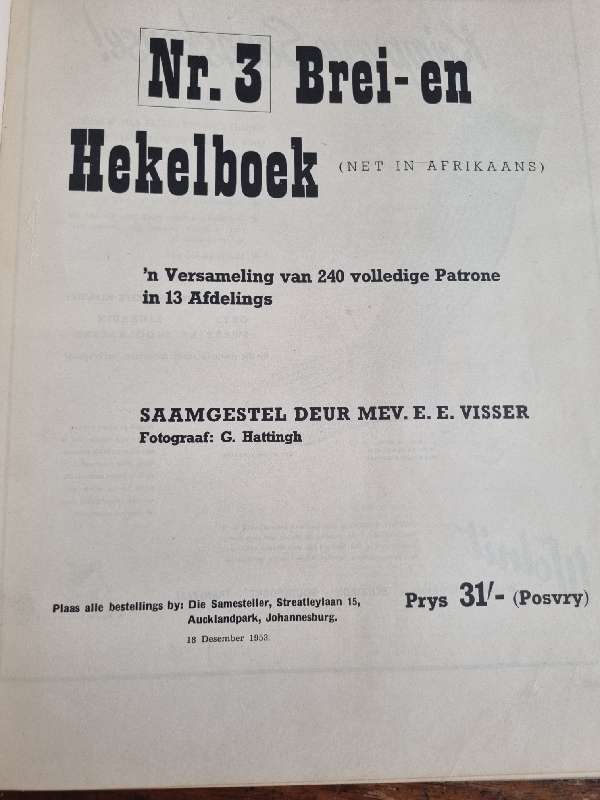 Nr. 3 Brei- en
Hekelboek (NET IN AFRIKAANS)
'n Versameling van 240 volledige Patrone
in 13 Afdelings
SAAMGESTEL DEUR MEV. E. E. VISSER
Fotograaf: G. Hattingh
Plaas alle bestellings by: Die Samesteller, Streatleylaan 15,
Aucklandpark, Johannesburg.
Prys 31/- (Posvry)
18 Desember 1953.